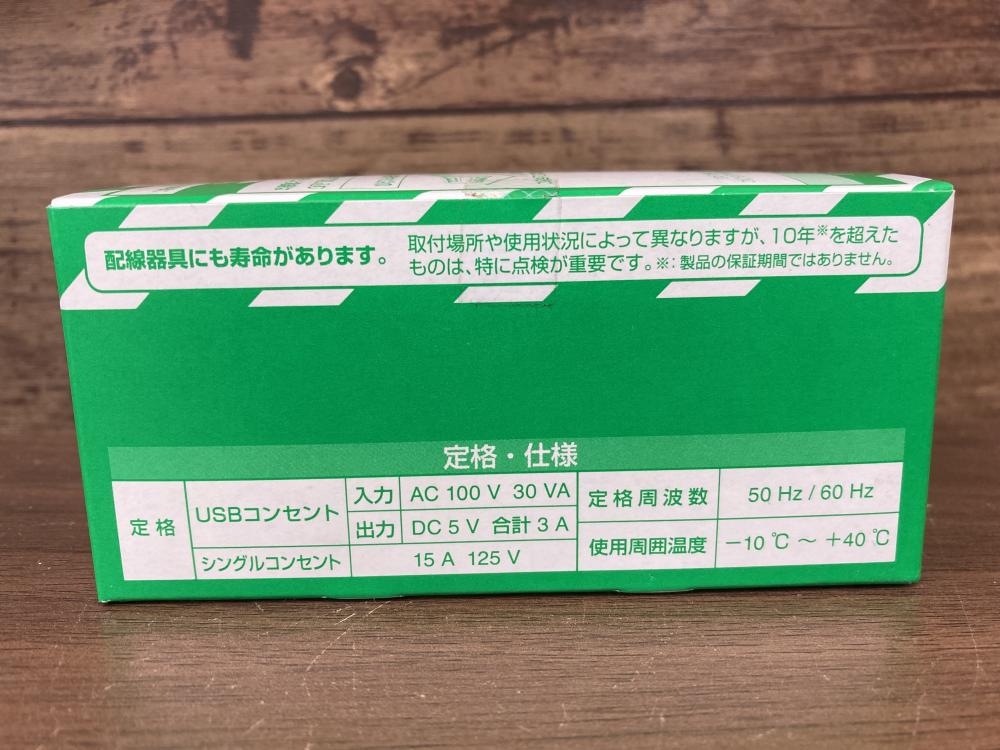 配線器具にも寿命があります。
取付場所や使用状況によって異なりますが、10年※を超えた
ものは、特に点検が重要です。※：製品の保証期間ではありません。
定格・仕様
定格
USBコンセント
入力
AC 100 V 30 VA
出力
DC 5 V 合計 3 A
シングルコンセント
15 A 125 V
定格周波数
50 Hz / 60 Hz
使用周囲温度
−10 ℃ ～ +40 ℃